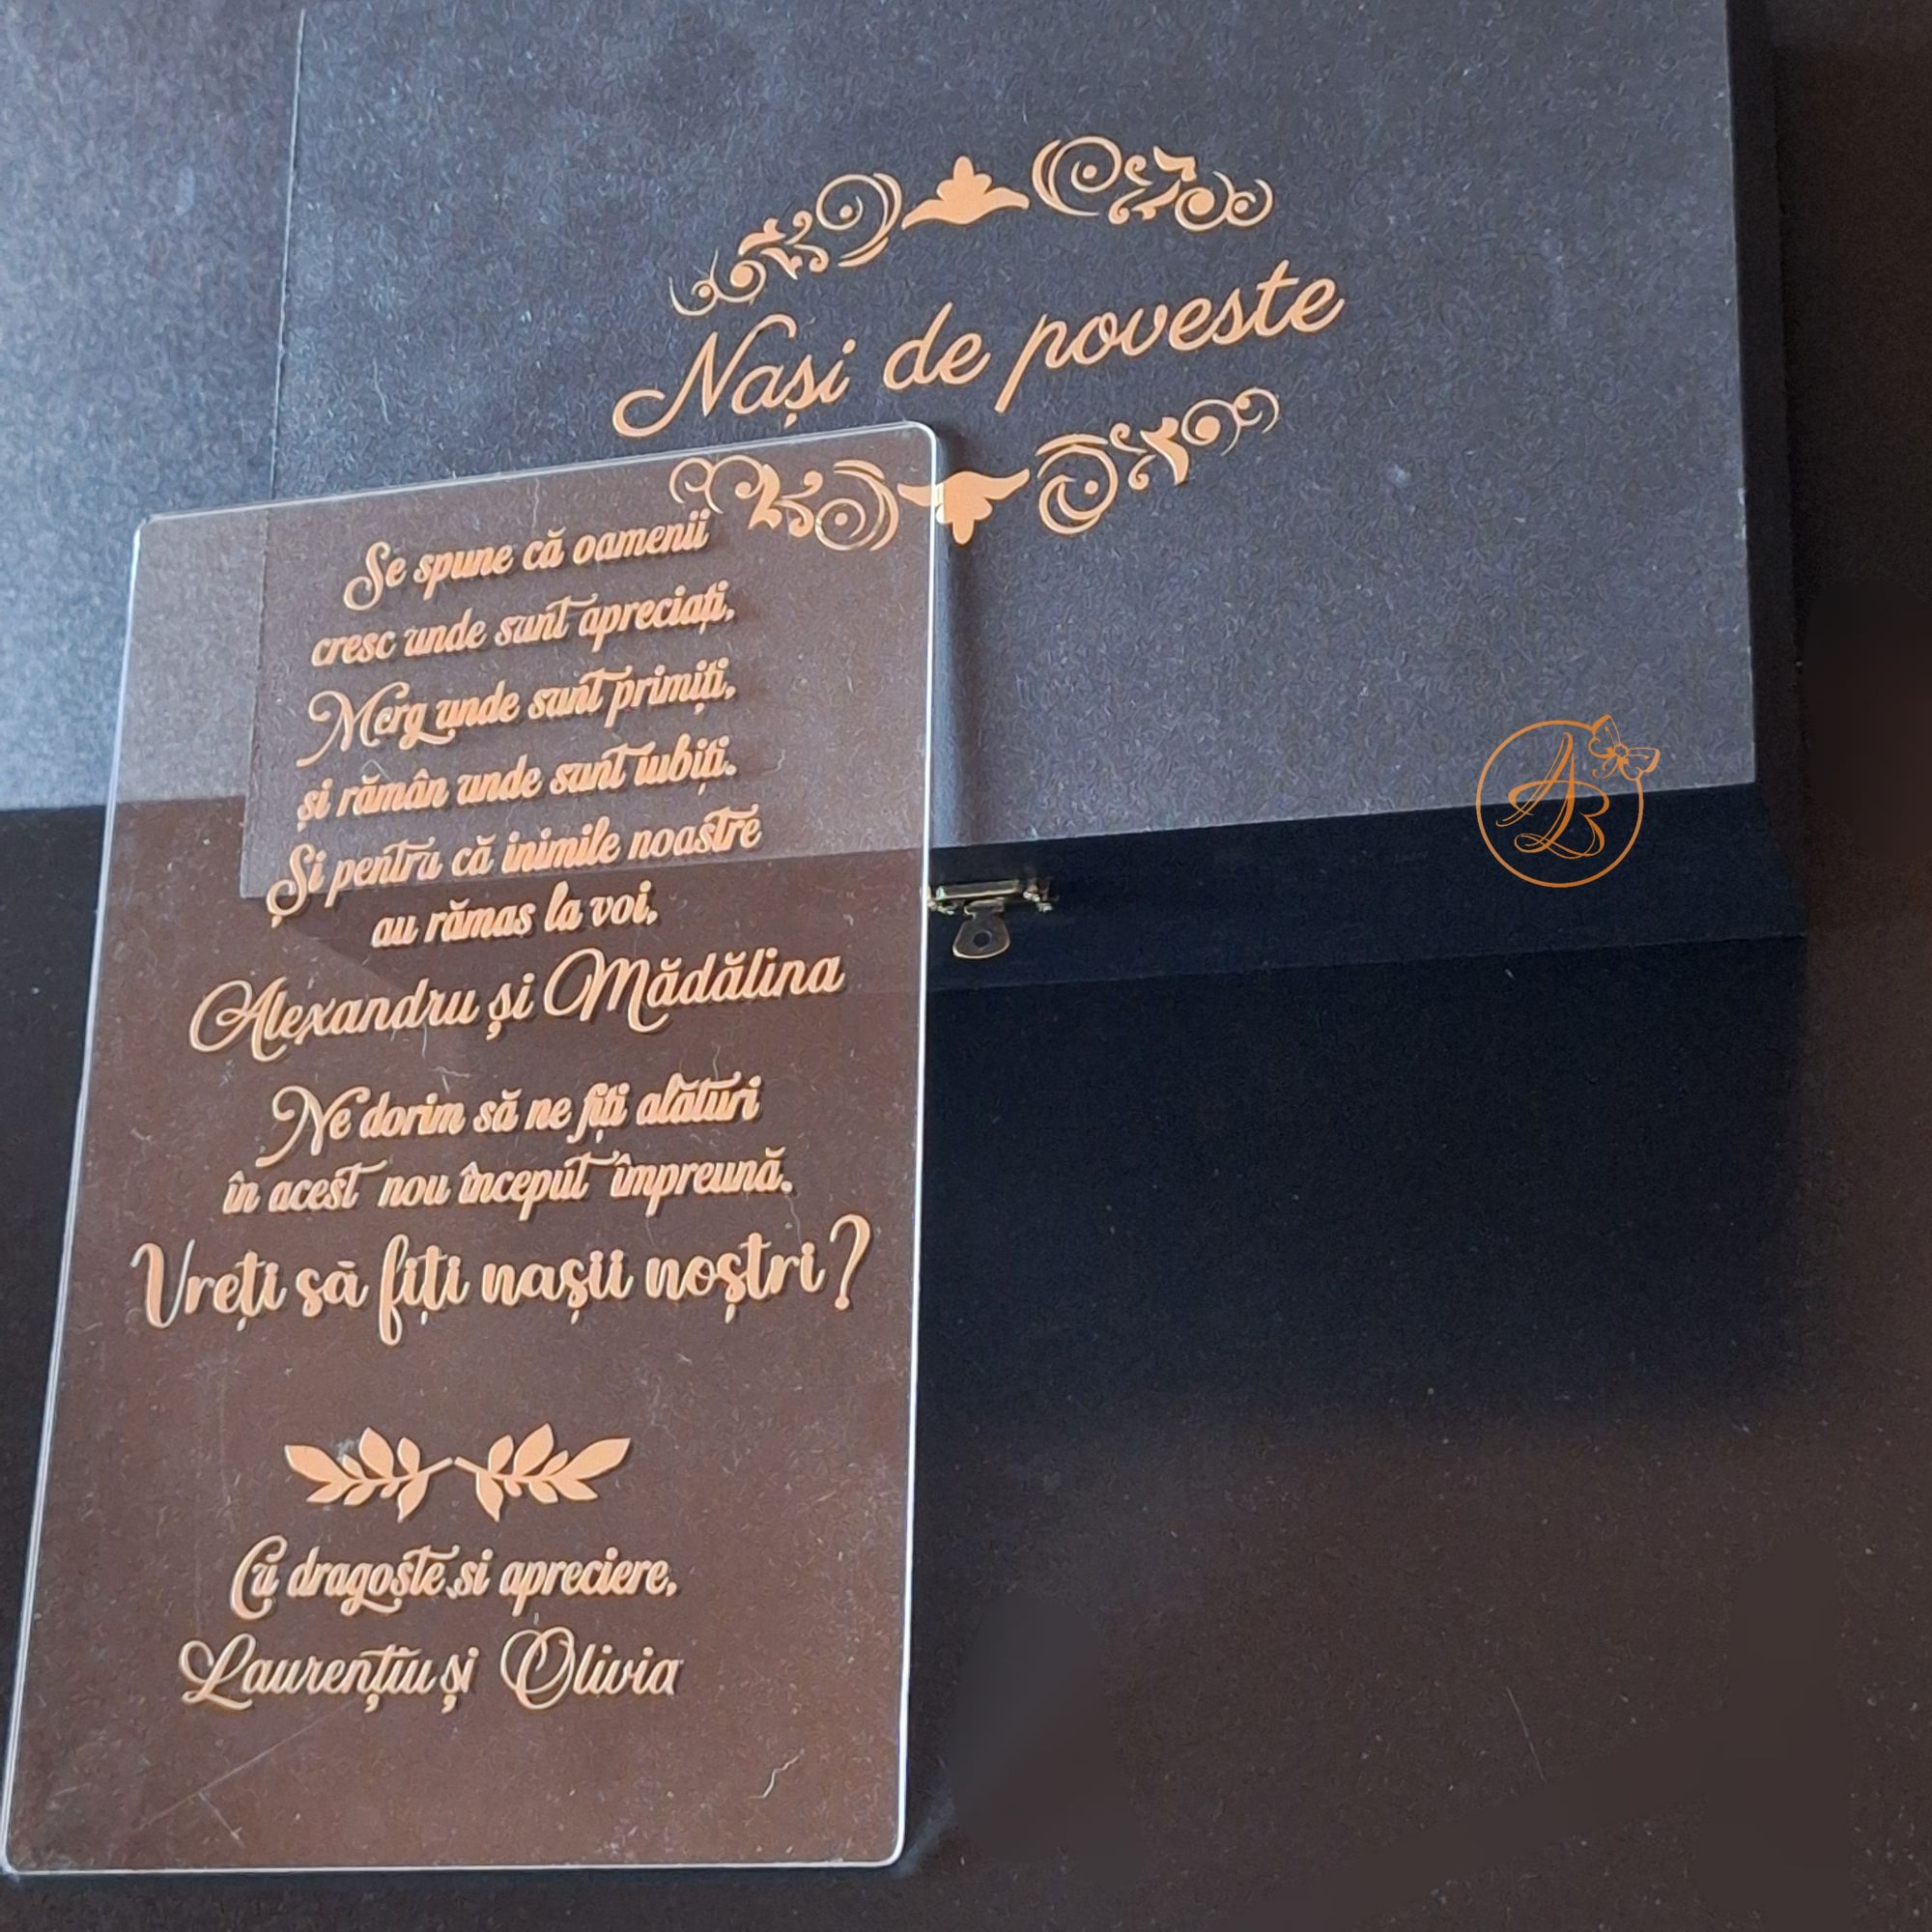 Nași de poveste
Se spune că oamenii
cresc unde sunt apreciați,
Merg unde sunt primiți,
și rămân unde sunt iubiți.
Și pentru că inimile noastre
au rămas la voi,
Alexandru și Mădălina
Ne dorim să ne fiți alături
în acest nou început împreună.
Vreți să fiți nașii noștri?
Cu dragoste si apreciere,
Laurențiu și Olivia
AB